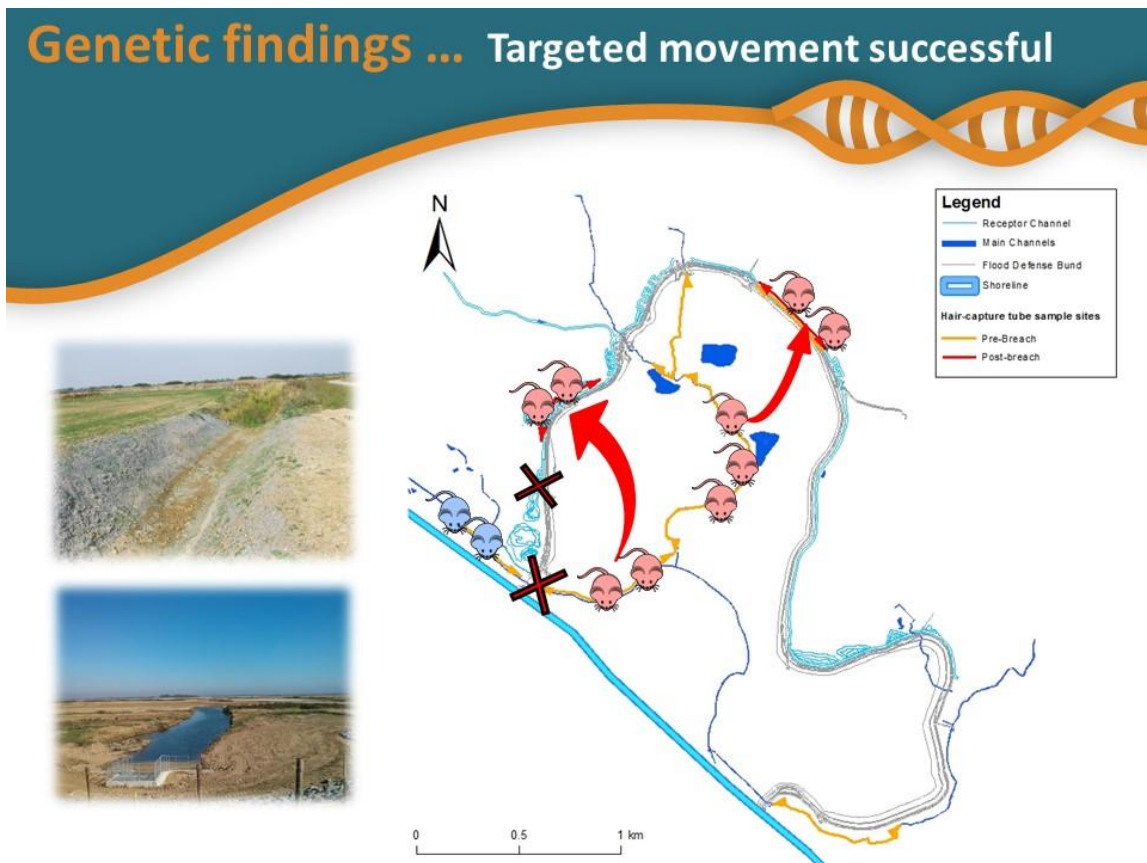 Genetic findings ... Targeted movement successful
N
Legend
Receptor Channel
Main Channels
Flood Defense Bund
Shoreline
Hair-capture tube sample sites
Pre-Breach
Post-breach
0 0.5 1 km